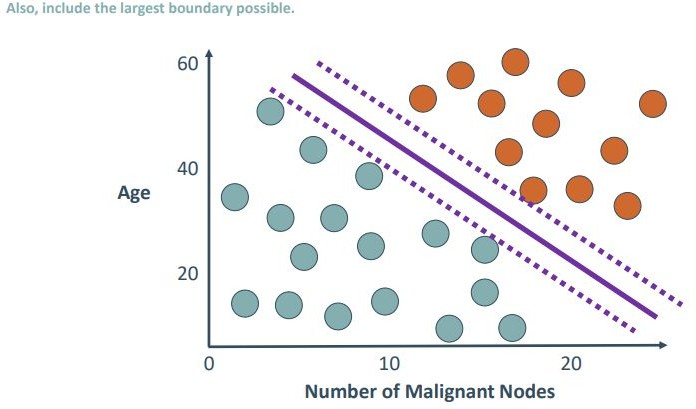 Also, include the largest boundary possible.
60
40
Age
20
0
10
20
Number of Malignant Nodes